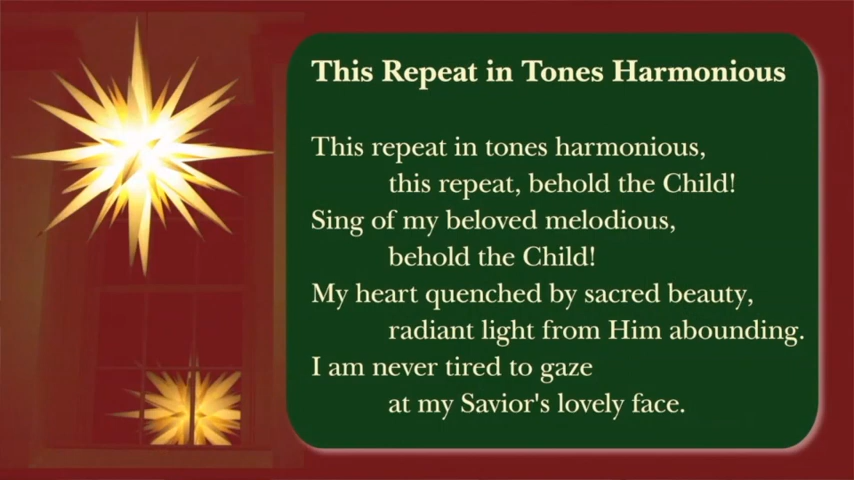 This Repeat in Tones Harmonious
This repeat in tones harmonious,
this repeat, behold the Child!
Sing of my beloved melodious,
behold the Child!
My heart quenched by sacred beauty,
radiant light from Him abounding.
I am never tired to gaze
at my Savior's lovely face.